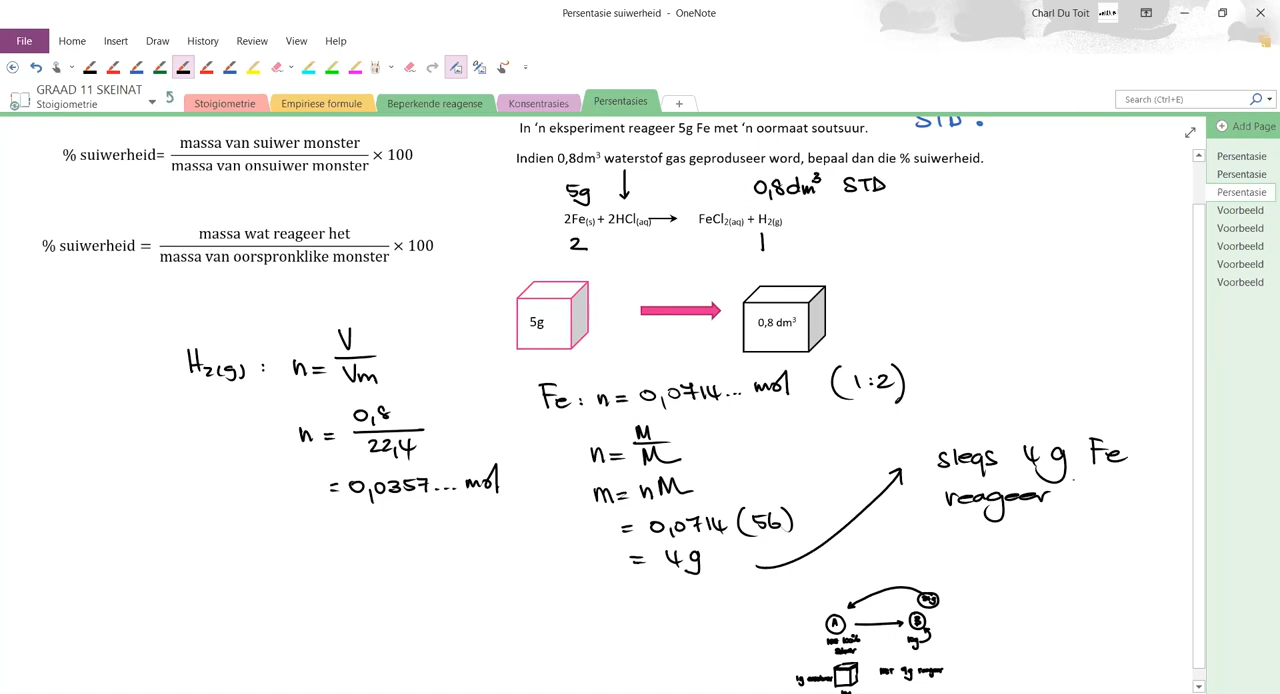 Persentasie suiwerheid - OneNote
Charl Du Toit
File Home Insert Draw History Review View Help
GRAAD 11 SKEINAT
Stoigiometrie
Stoigiometrie Empiriese formule Beperkende reagense Konsentrasies Persentasies +
Search (Ctrl+E)
Add Page
Persentasie
Persentasie
Persentasie
Voorbeeld
Voorbeeld
Voorbeeld
Voorbeeld
Voorbeeld
% suiwerheid= massa van suiwer monster / massa van onsuiwer monster × 100
% suiwerheid = massa wat reageer het / massa van oorspronklike monster × 100
STD.
In 'n eksperiment reageer 5g Fe met 'n oormaat soutsuur.
Indien 0,8dm³ waterstof gas geproduseer word, bepaal dan die % suiwerheid.
5g 0,8dm³ STD
2Fe(s) + 2HCl(aq) → FeCl2(aq) + H2(g)
2 1
5g
0,8 dm³
H2(g) : n = V / Vm
n = 0,8 / 22,4
= 0,0357... mol
Fe : n = 0,0714... mol (1:2)
n = M / M
m = nM
= 0,0714 (56)
= 4g
slegs 4g Fe
reageer
A B